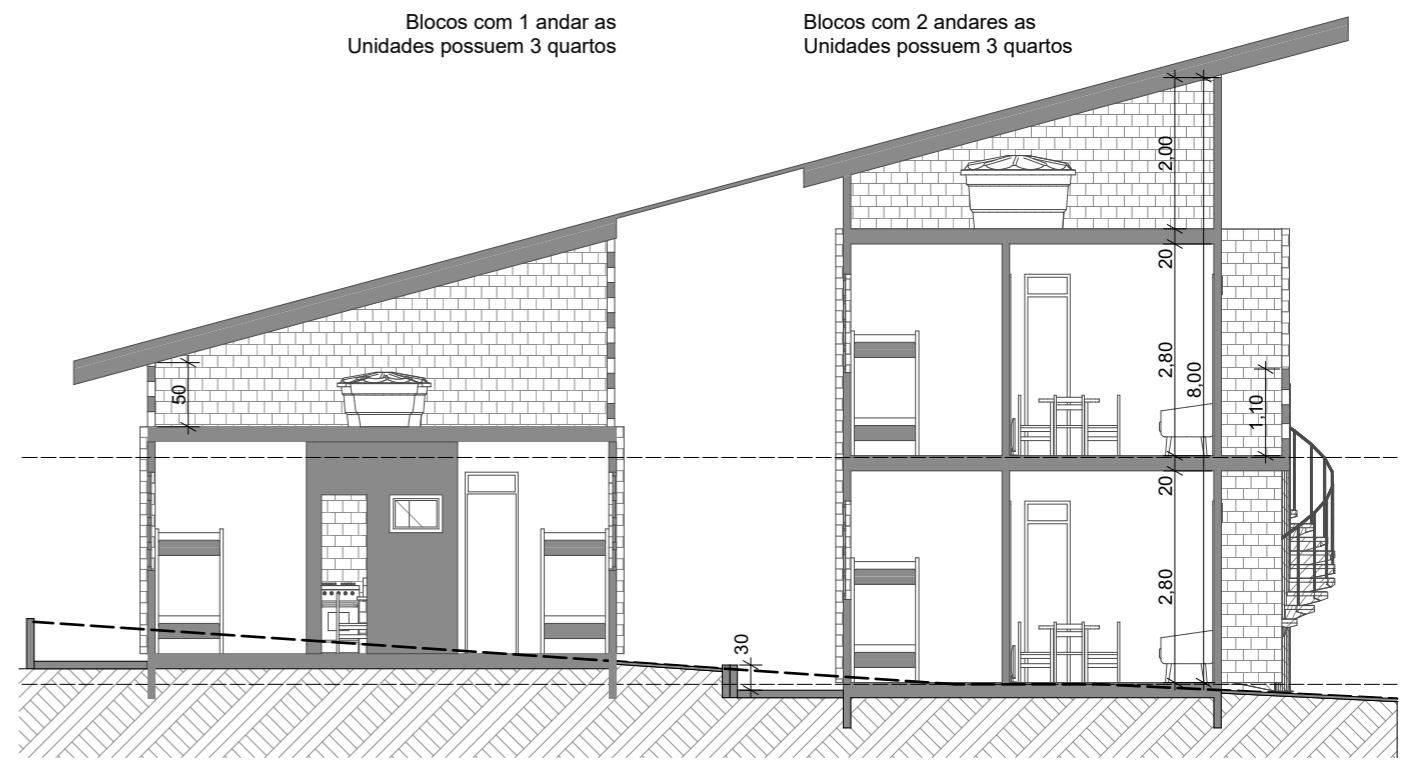 Blocos com 1 andar as
Unidades possuem 3 quartos
Blocos com 2 andares as
Unidades possuem 3 quartos
2,00
20
2,80
8,00
1,10
50
20
2,80
30